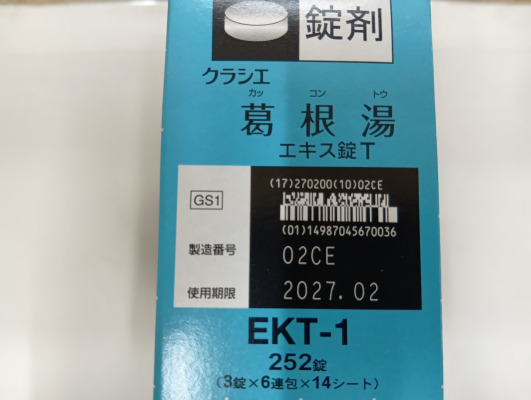 錠剤
クラシエ
カッ コン トウ
葛根湯
エキス錠T
(17)270200(10)02CE
GS1
(01)14987045670036
製造番号 02CE
使用期限 2027.02
EKT-1
252錠
(3錠×6連包×14シート)